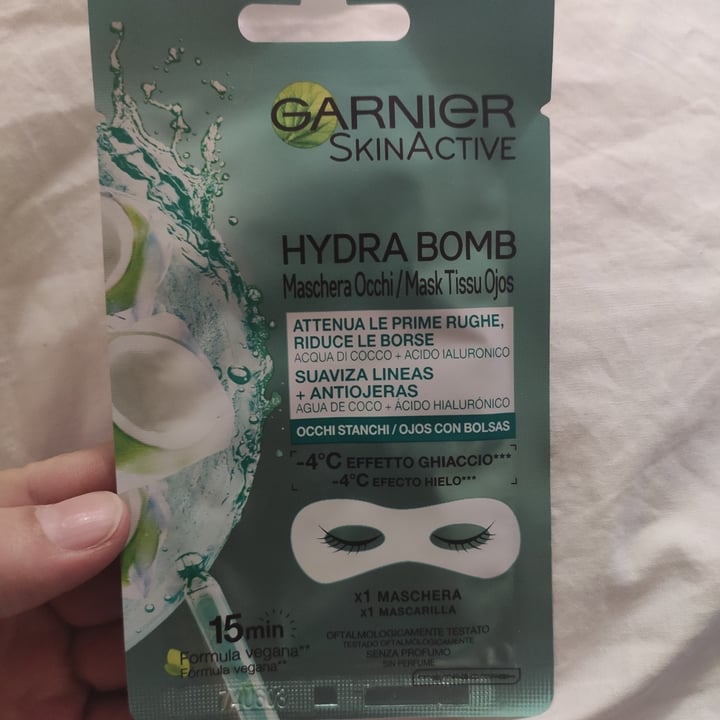 GARNIER
SKINACTIVE
HYDRA BOMB
Maschera Occhi / Mask Tissu Ojos
ATTENUA LE PRIME RUGHE,
RIDUCE LE BORSE
ACQUA DI COCCO + ACIDO IALURONICO
SUAVIZA LINEAS
+ ANTIOJERAS
AGUA DE COCO + ÁCIDO HIALURÓNICO
OCCHI STANCHI / OJOS CON BOLSAS
-4°C EFFETTO GHIACCIO***
-4°C EFECTO HIELO***
x1 MASCHERA
x1 MASCARILLA
15min
Formula vegana**
Fórmula vegana**
OFTALMOLOGICAMENTE TESTATO
TESTADO OFTALMOLÓGICAMENTE
SENZA PROFUMO
SIN PERFUME